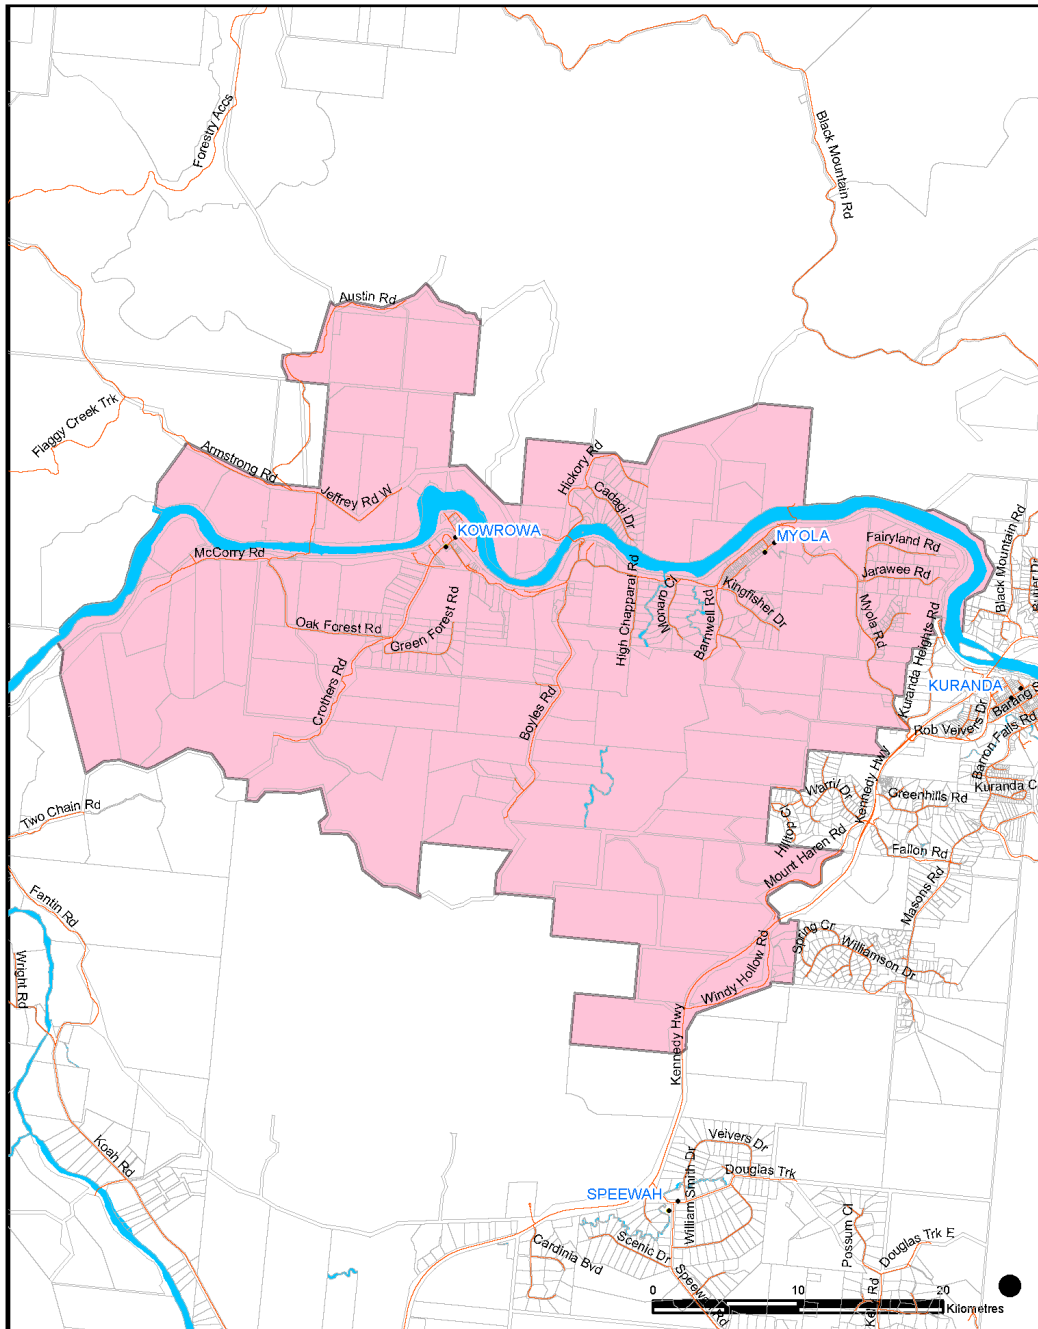 Forestry Accs
Black Mountain Rd
Austin Rd
Flaggy Creek Trk
Armstrong Rd
Hickory Rd
Jeffrey Rd W
Cadagi Dr
KOWROWA
MYOLA
Black Mountain Rd
Fairyland Rd
McCorry Rd
Jarawee Rd
High Chapparal Rd
Monaro Cl
Barnwell Rd
Kingfisher Dr
Green Forest Rd
Oak Forest Rd
Myola Rd
Kuranda Heights Rd
Crothers Rd
Boyles Rd
KURANDA
Rob Veivers Dr
Barron Falls Rd
Kennedy Hwy
Warril Dr
Greenhills Rd
Two Chain Rd
Hilltop Cl
Mount Haren Rd
Fallon Rd
Masons Rd
Fantin Rd
Spring Cr
Williamson Dr
Wright Rd
Windy Hollow Rd
Kennedy Hwy
Koah Rd
Veivers Dr
Douglas Trk
SPEEWAH
William Smith Dr
Possum Cl
Scenic Dr
Cardinia Bvd
Douglas Trk E
Speewah Rd
0 10 20
Kilometres